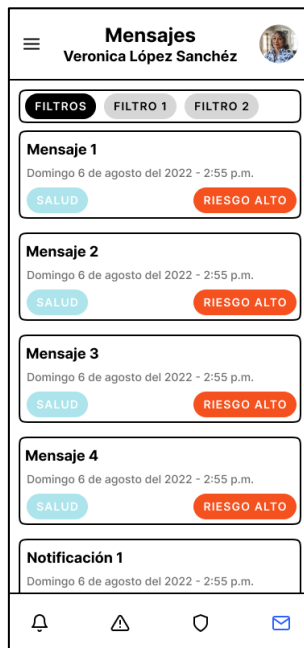 Mensajes
Veronica López Sanchéz
FILTROS FILTRO 1 FILTRO 2
Mensaje 1
Domingo 6 de agosto del 2022 - 2:55 p.m.
SALUD RIESGO ALTO
Mensaje 2
Domingo 6 de agosto del 2022 - 2:55 p.m.
SALUD RIESGO ALTO
Mensaje 3
Domingo 6 de agosto del 2022 - 2:55 p.m.
SALUD RIESGO ALTO
Mensaje 4
Domingo 6 de agosto del 2022 - 2:55 p.m.
SALUD RIESGO ALTO
Notificación 1
Domingo 6 de agosto del 2022 - 2:55 p.m.